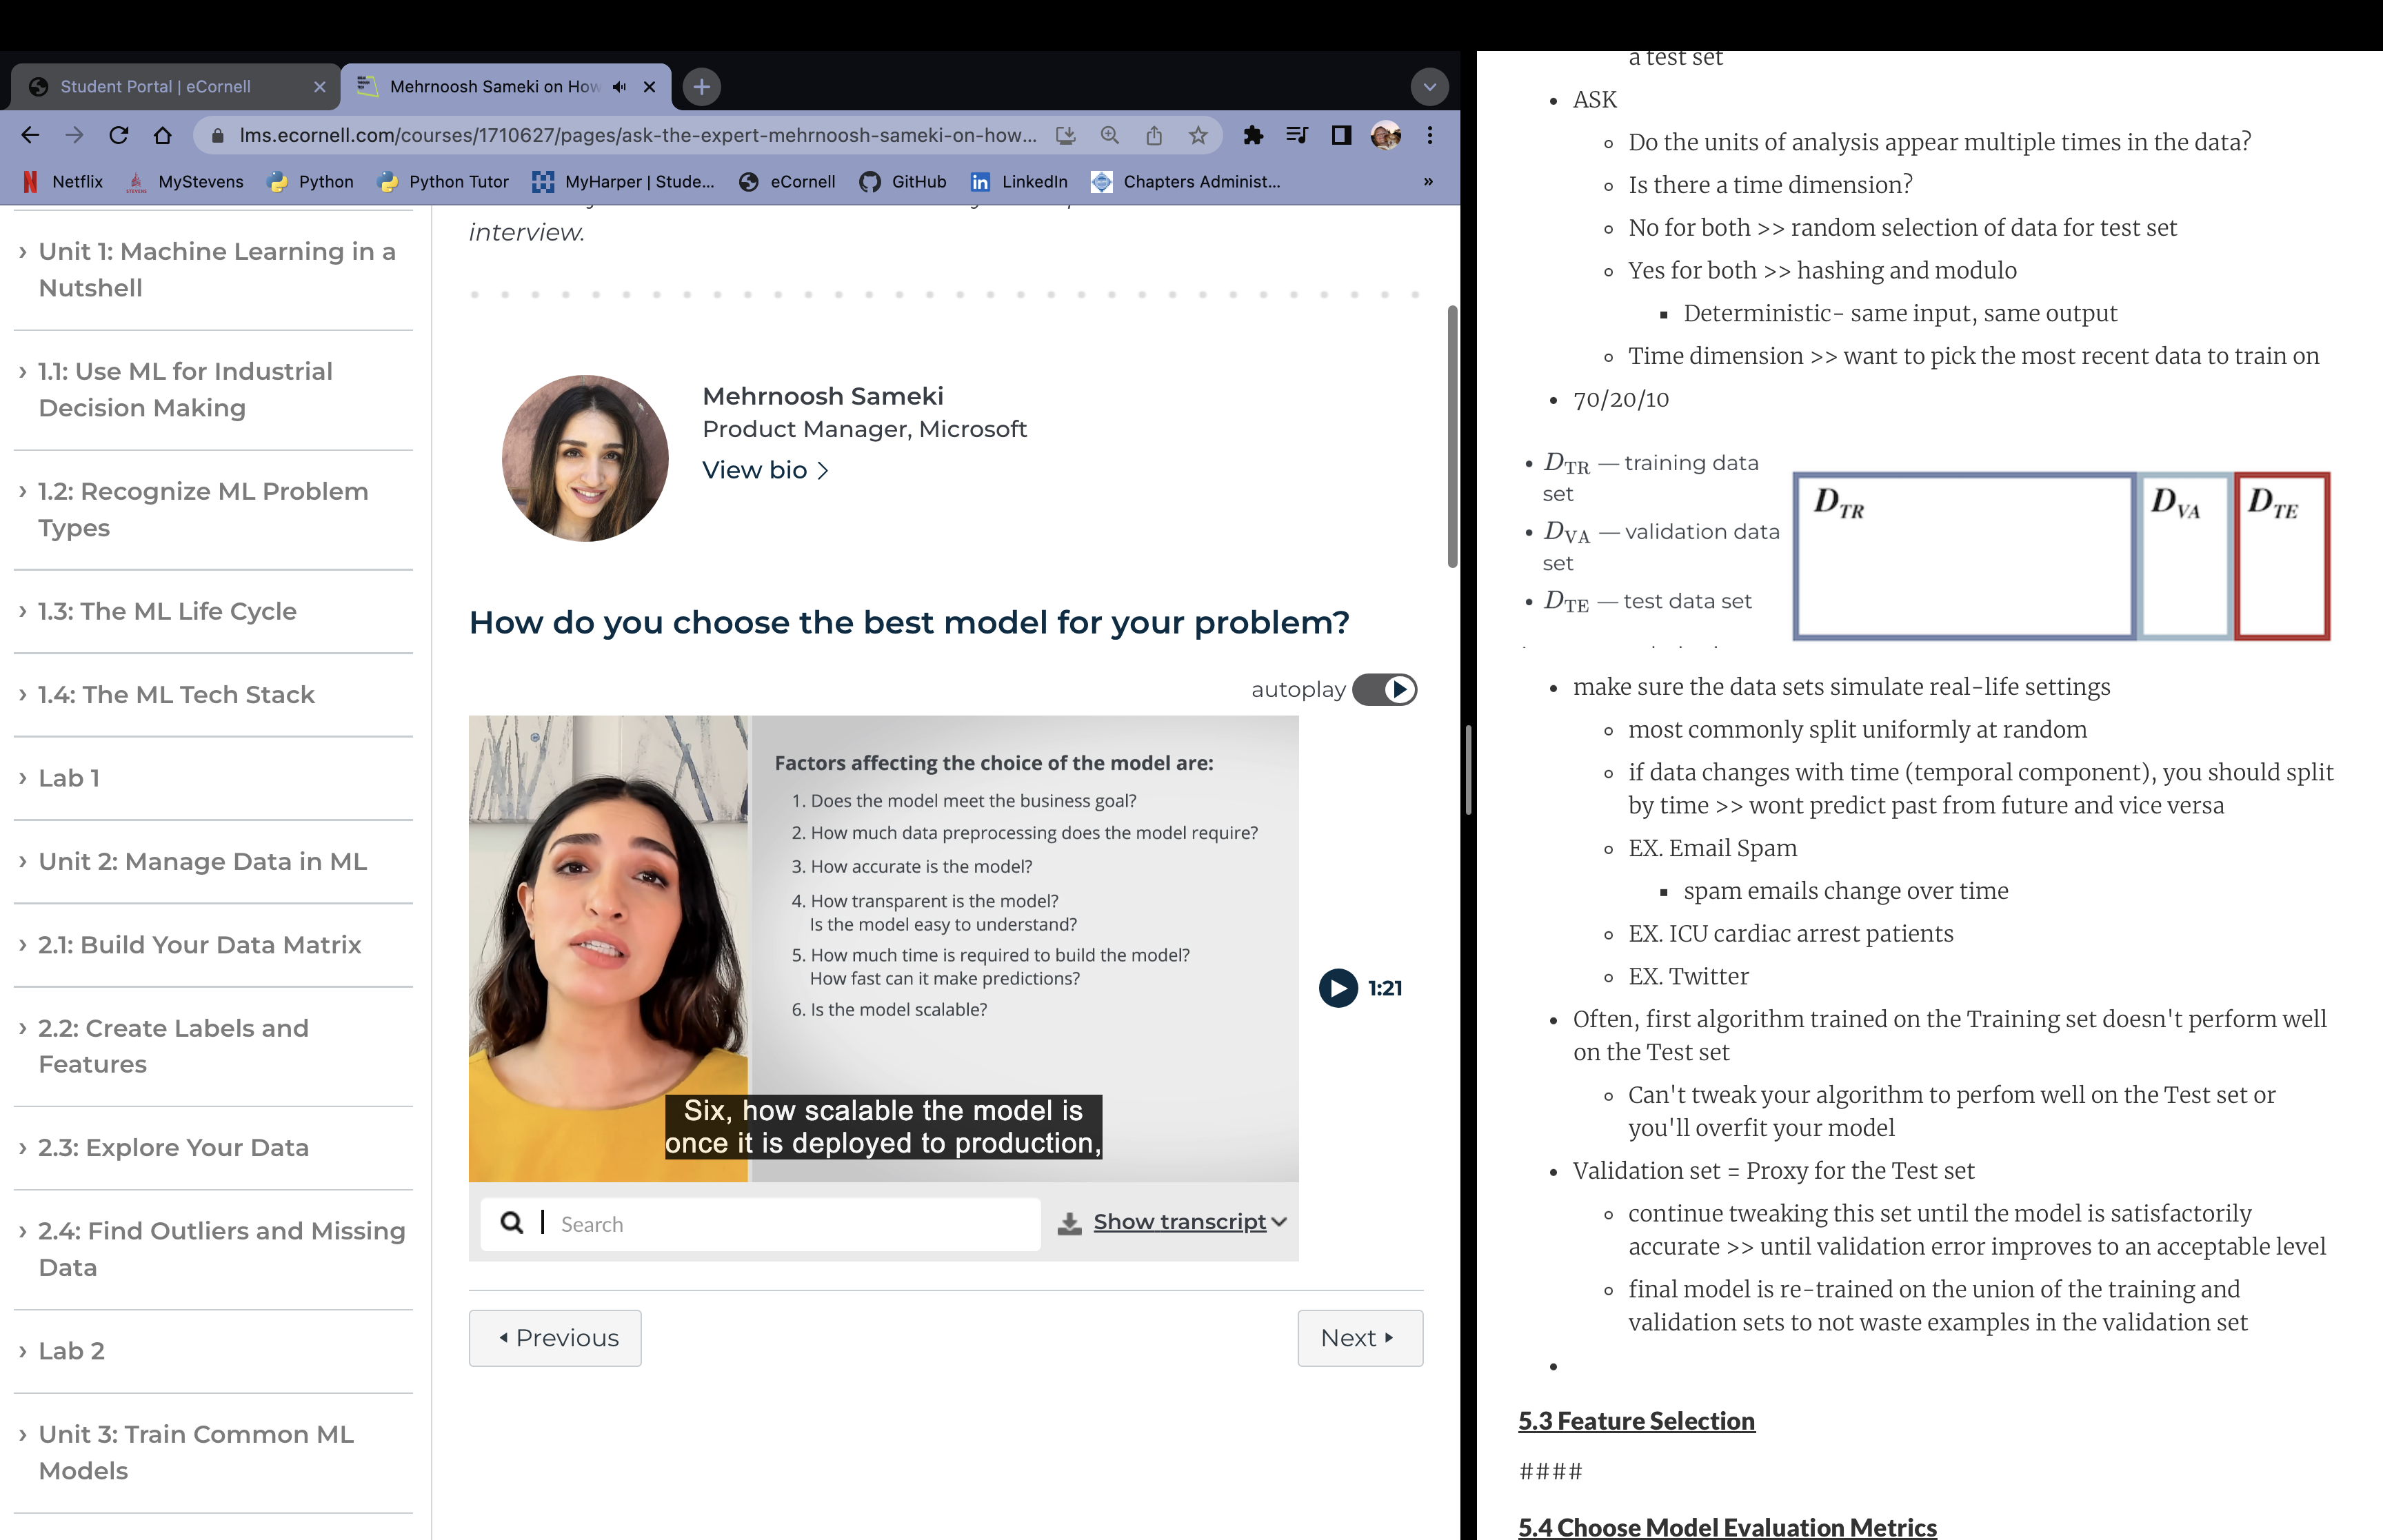 Student Portal | eCornell
Mehrnoosh Sameki on How
lms.ecornell.com/courses/1710627/pages/ask-the-expert-mehrnoosh-sameki-on-how...
Netflix
MyStevens
Python
Python Tutor
MyHarper | Stude...
eCornell
GitHub
LinkedIn
Chapters Administ...
»
Unit 1: Machine Learning in a
Nutshell
1.1: Use ML for Industrial
Decision Making
1.2: Recognize ML Problem
Types
1.3: The ML Life Cycle
1.4: The ML Tech Stack
Lab 1
Unit 2: Manage Data in ML
2.1: Build Your Data Matrix
2.2: Create Labels and
Features
2.3: Explore Your Data
2.4: Find Outliers and Missing
Data
Lab 2
Unit 3: Train Common ML
Models
interview.
Mehrnoosh Sameki
Product Manager, Microsoft
View bio >
How do you choose the best model for your problem?
autoplay
Factors affecting the choice of the model are:
1. Does the model meet the business goal?
2. How much data preprocessing does the model require?
3. How accurate is the model?
4. How transparent is the model?
Is the model easy to understand?
5. How much time is required to build the model?
How fast can it make predictions?
6. Is the model scalable?
Six, how scalable the model is
once it is deployed to production,
1:21
Search
Show transcript
Previous
Next
a test set
• ASK
◦ Do the units of analysis appear multiple times in the data?
◦ Is there a time dimension?
◦ No for both >> random selection of data for test set
◦ Yes for both >> hashing and modulo
▪ Deterministic- same input, same output
◦ Time dimension >> want to pick the most recent data to train on
• 70/20/10
• D_TR — training data
set
• D_VA — validation data
set
• D_TE — test data set
D_TR
D_VA
D_TE
• make sure the data sets simulate real-life settings
◦ most commonly split uniformly at random
◦ if data changes with time (temporal component), you should split
by time >> wont predict past from future and vice versa
◦ EX. Email Spam
▪ spam emails change over time
◦ EX. ICU cardiac arrest patients
◦ EX. Twitter
• Often, first algorithm trained on the Training set doesn't perform well
on the Test set
◦ Can't tweak your algorithm to perfom well on the Test set or
you'll overfit your model
• Validation set = Proxy for the Test set
◦ continue tweaking this set until the model is satisfactorily
accurate >> until validation error improves to an acceptable level
◦ final model is re-trained on the union of the training and
validation sets to not waste examples in the validation set
•
5.3 Feature Selection
####
5.4 Choose Model Evaluation Metrics